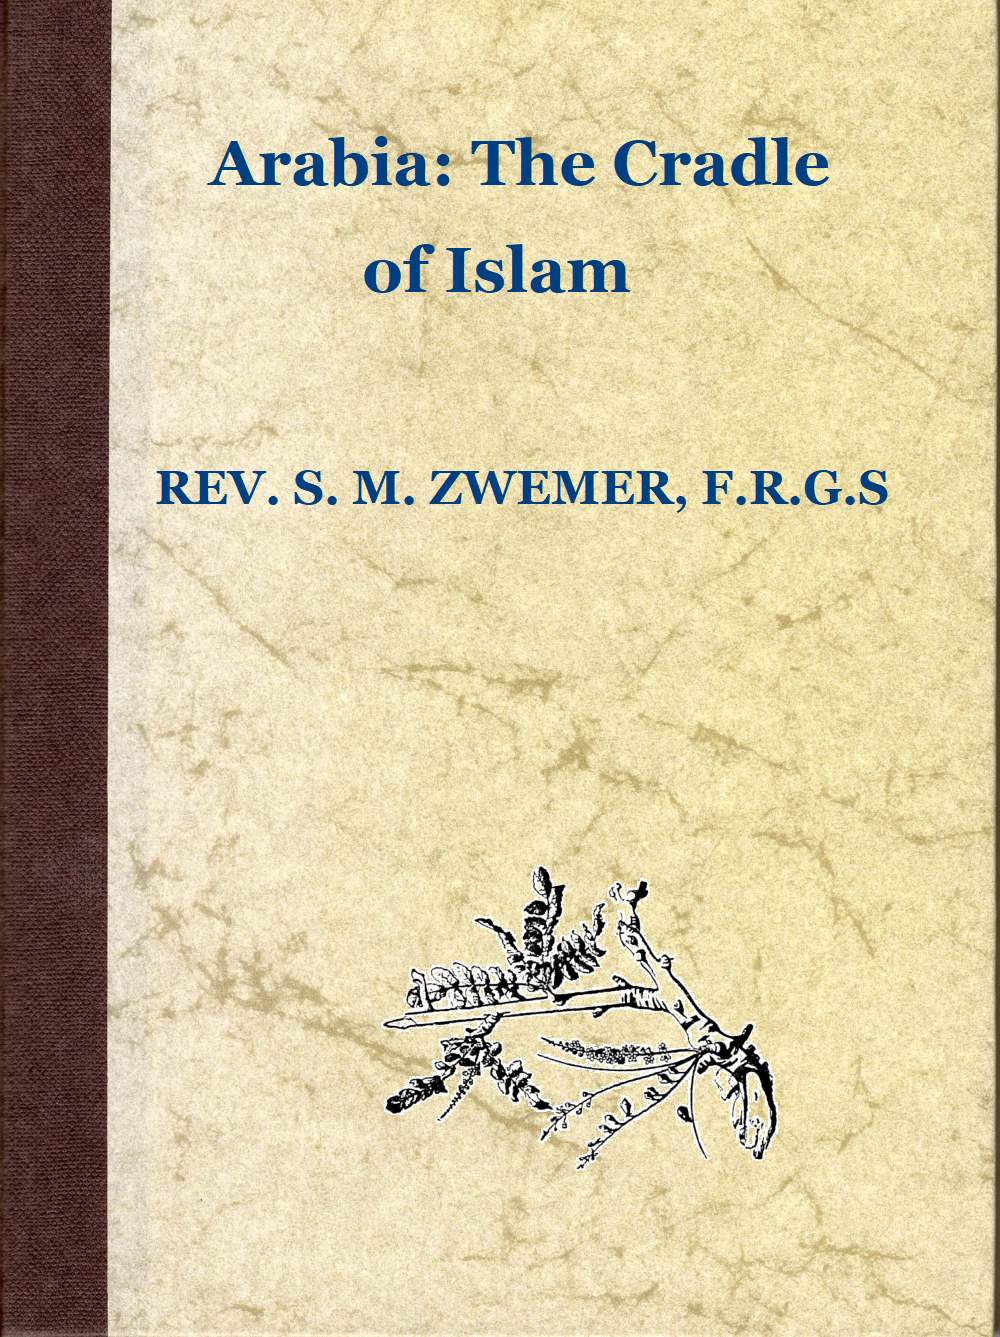 Arabia: The Cradle
of Islam
REV. S. M. ZWEMER, F.R.G.S